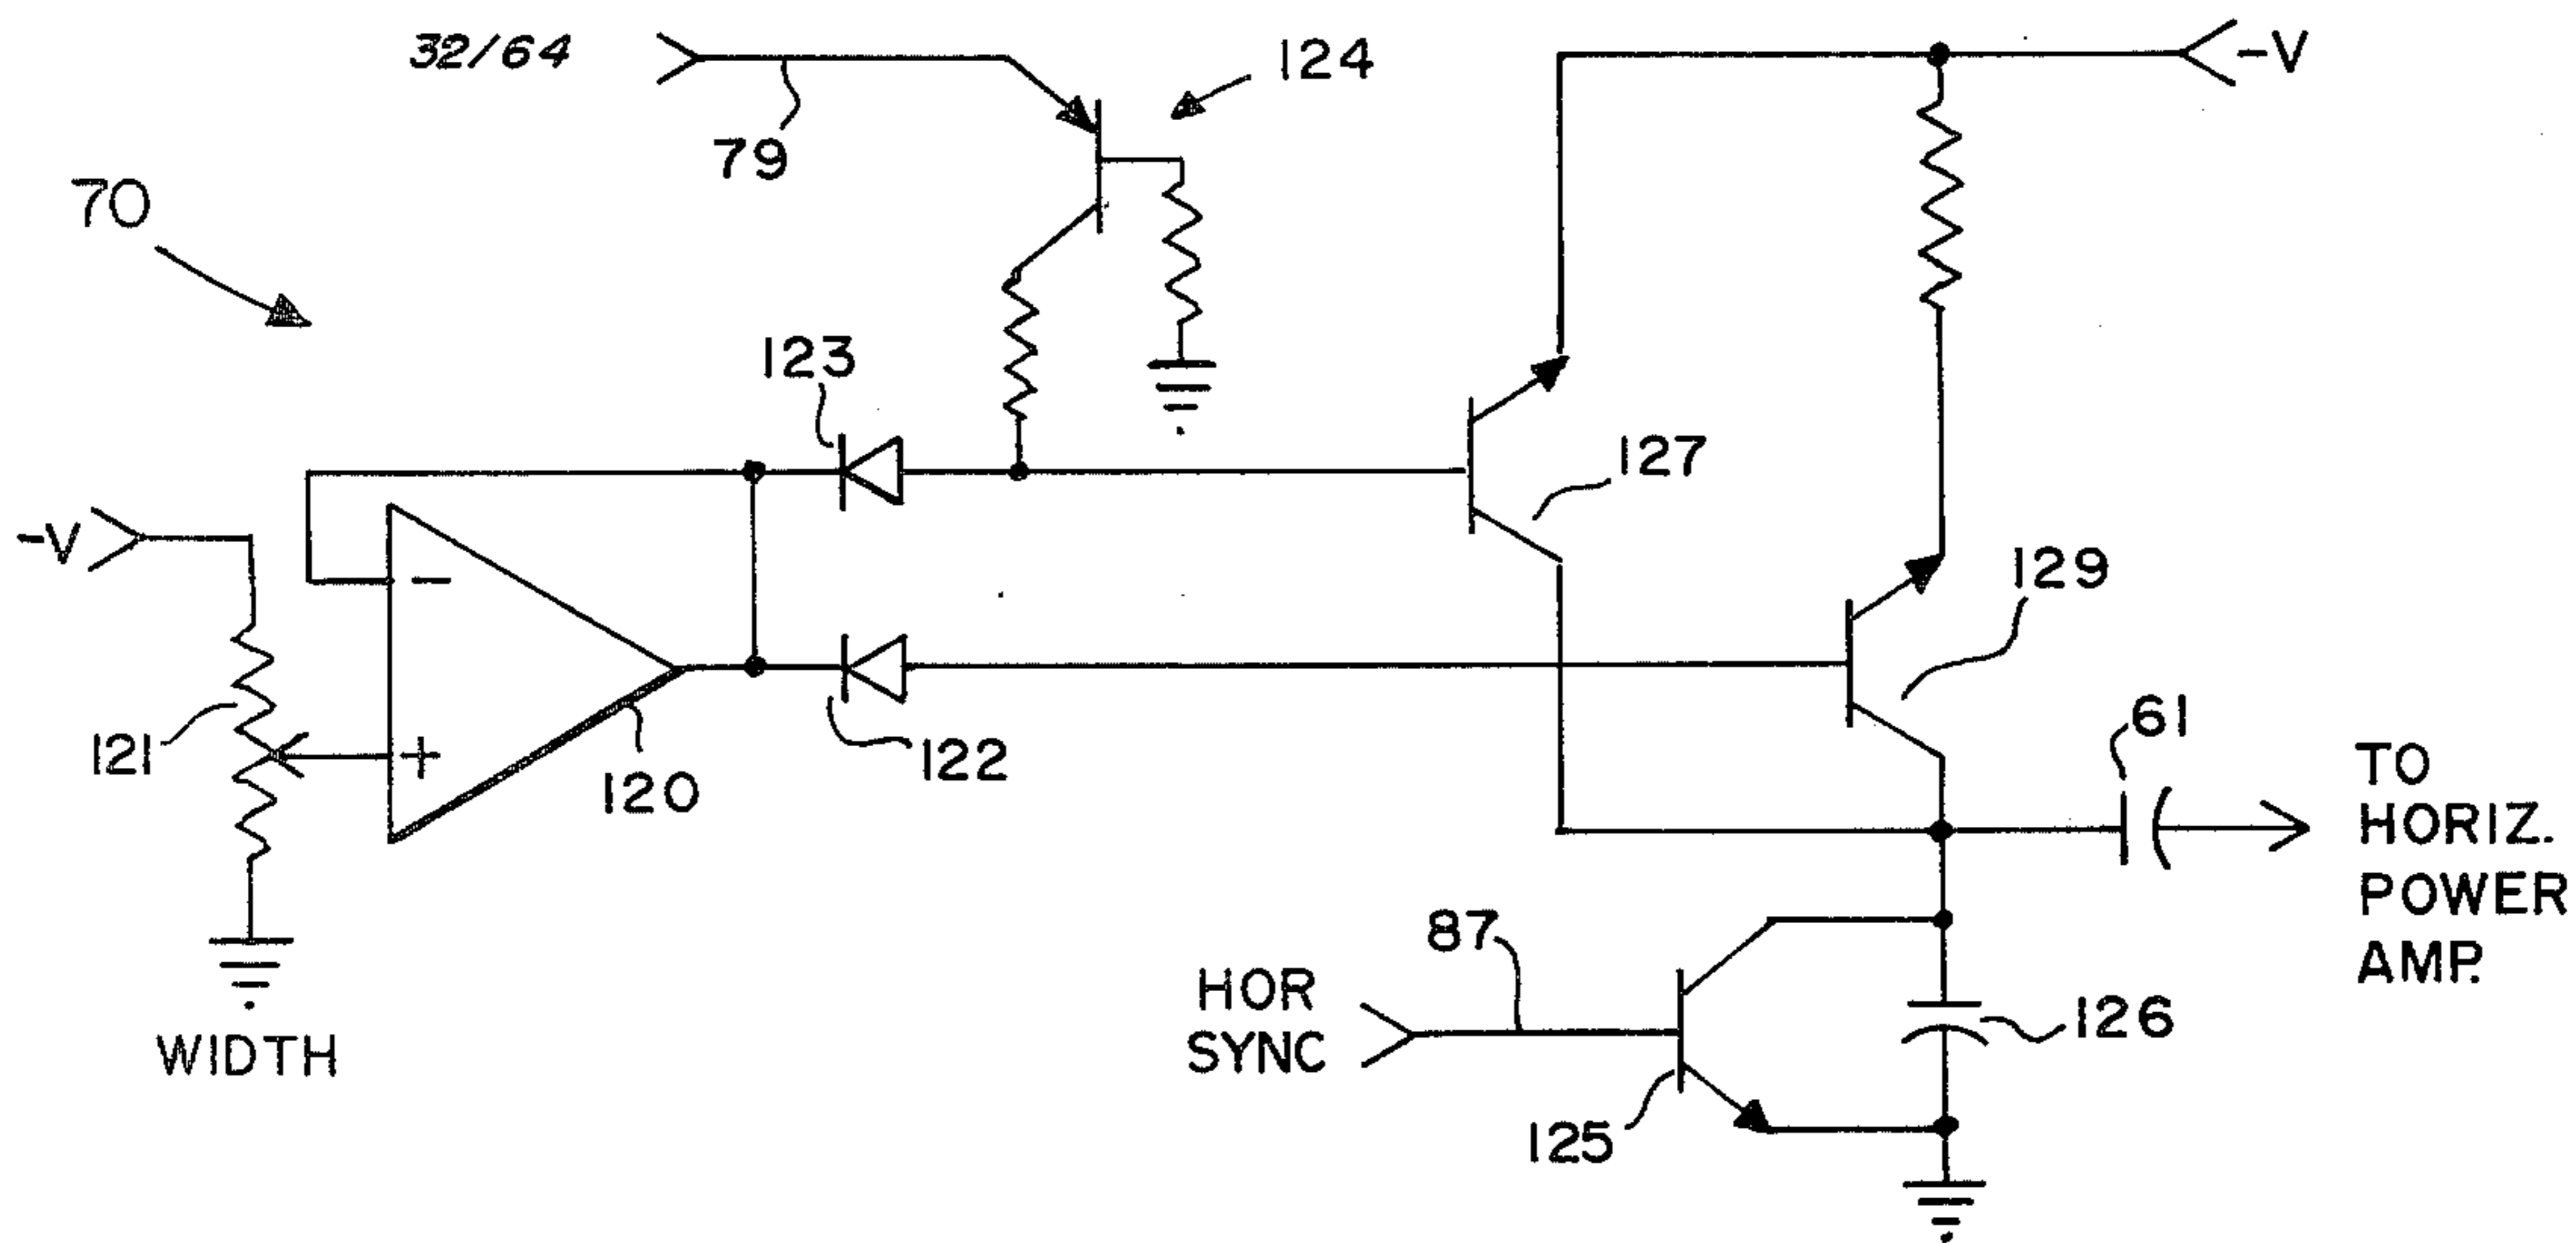 32/64
124
-V
79
70
123
127
-V
-
129
121
+
120
122
61
TO
HORIZ.
POWER
AMP.
87
HOR
SYNC
126
WIDTH
125